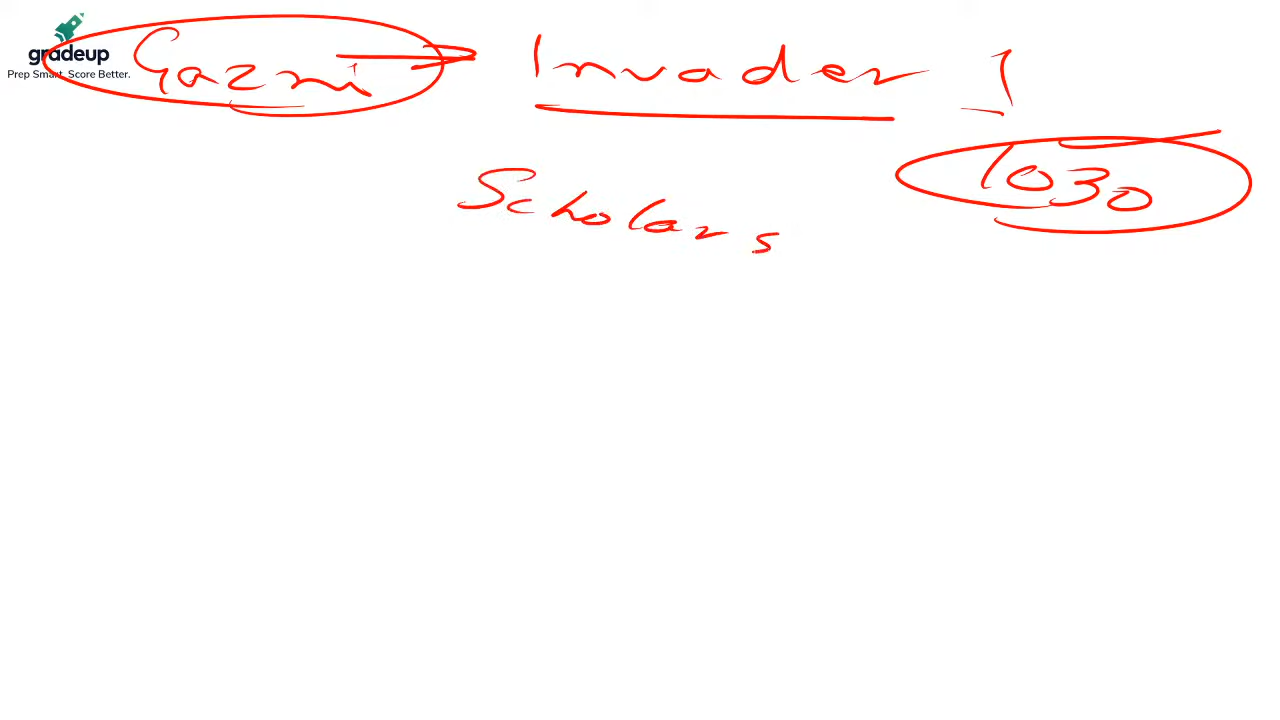 gradeup
Prep Smart. Score Better.
Gazni → Invader
1030
Scholars